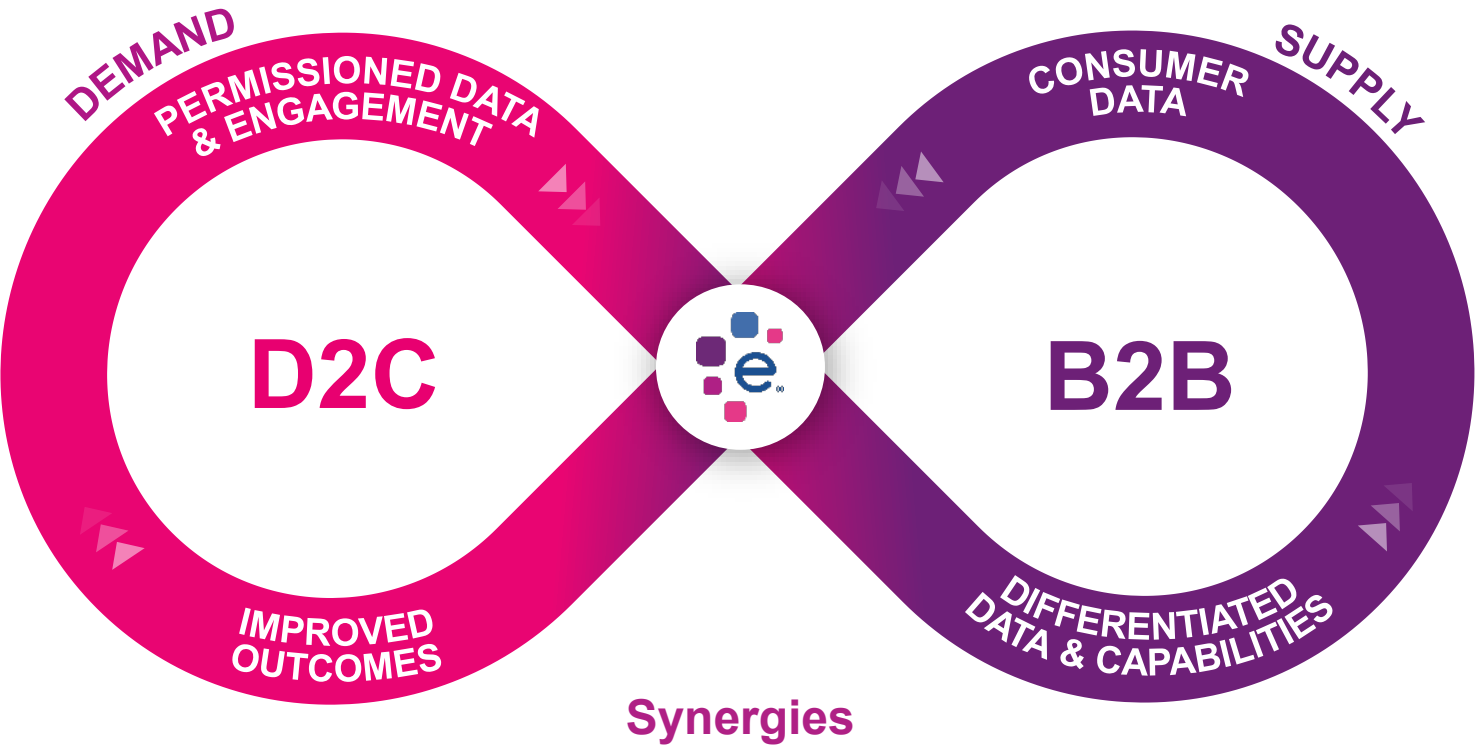 DEMAND
PERMISSIONED DATA
& ENGAGEMENT
D2C
IMPROVED
OUTCOMES
e
SUPPLY
CONSUMER
DATA
B2B
DIFFERENTIATED
DATA & CAPABILITIES
Synergies